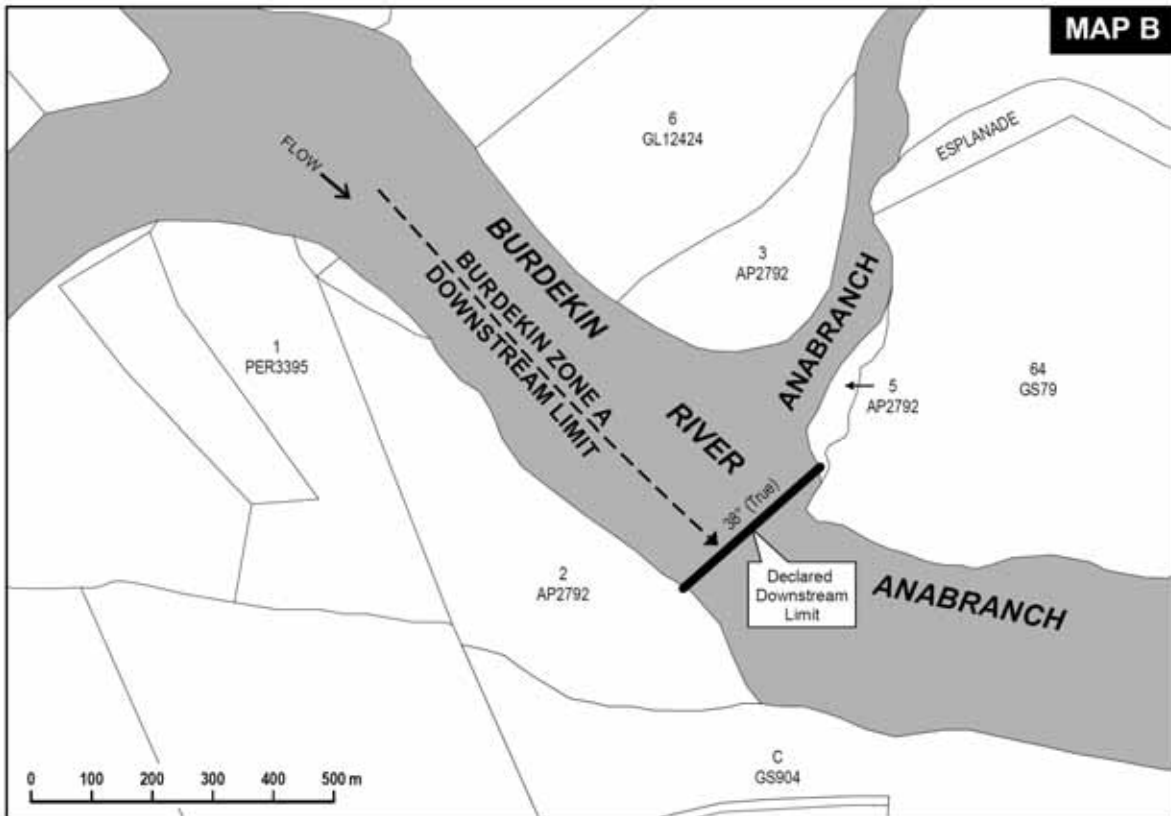 MAP B
6
GL12424
ESPLANADE
FLOW
BURDEKIN
3
AP2792
BURDEKIN ZONE A
DOWNSTREAM LIMIT
ANABRANCH
1
PER3395
64
GS79
5
AP2792
RIVER
38° (True)
2
AP2792
Declared
Downstream
Limit
ANABRANCH
C
GS904
0 100 200 300 400 500 m